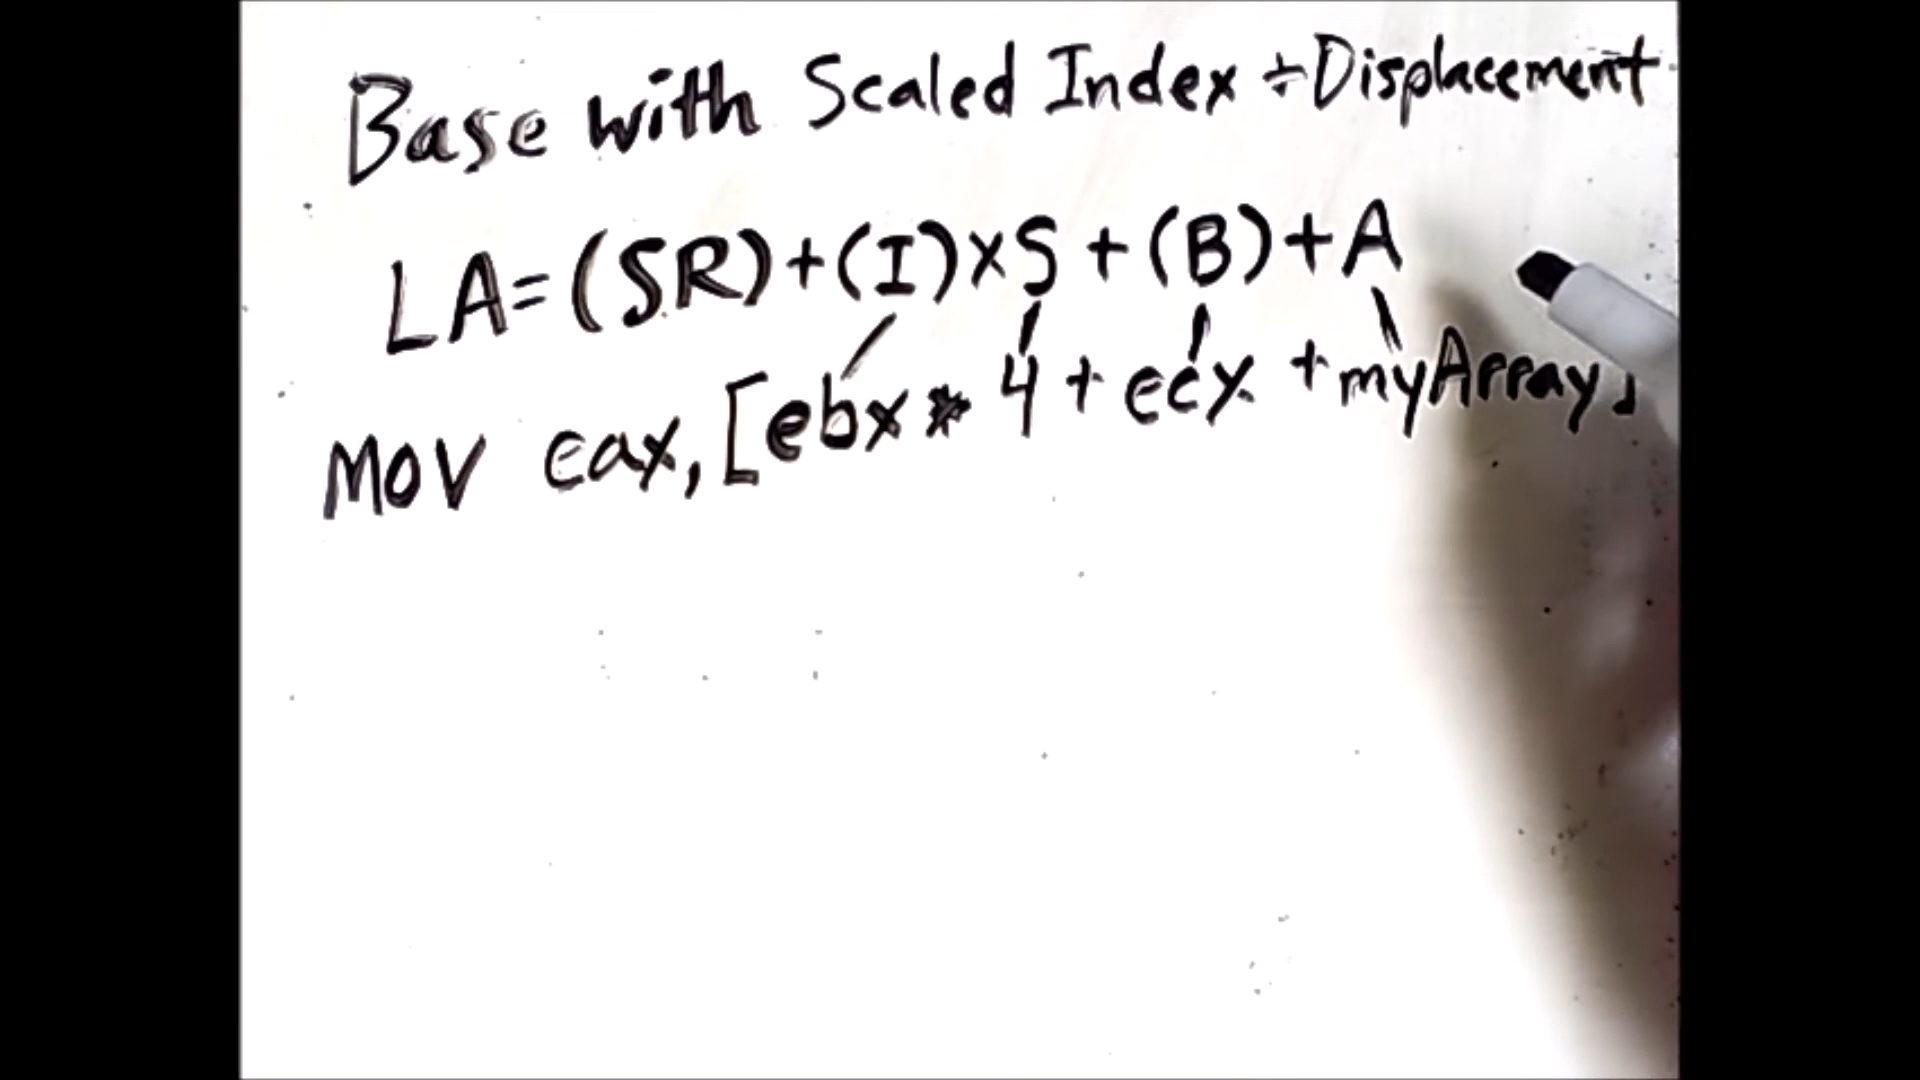 Base with Scaled Index + Displacement
LA=(SR)+(I)×S+(B)+A
MOV eax,[ebx*4+ecx+myArray]